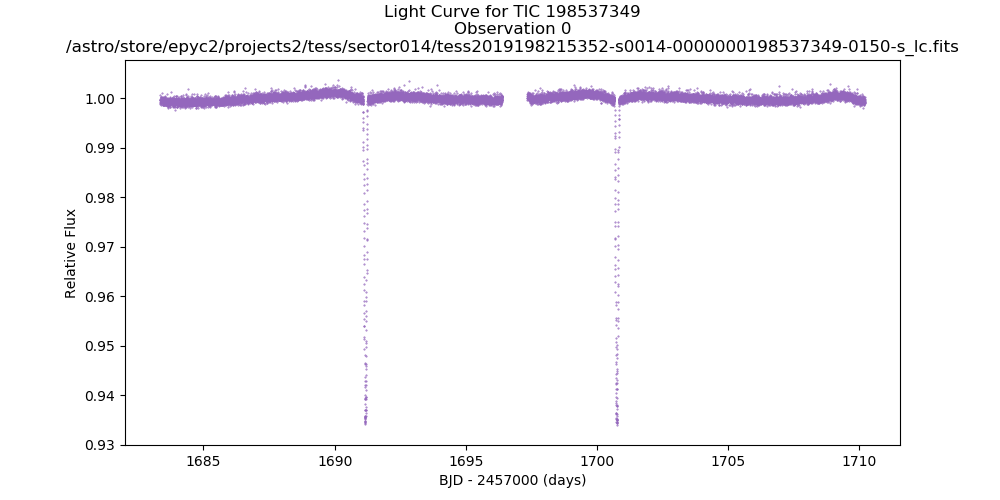 Light Curve for TIC 198537349
Observation 0
/astro/store/epyc2/projects2/tess/sector014/tess2019198215352-s0014-0000000198537349-0150-s_lc.fits
1.00
0.99
0.98
0.97
0.96
0.95
0.94
0.93
Relative Flux
1685 1690 1695 1700 1705 1710
BJD - 2457000 (days)